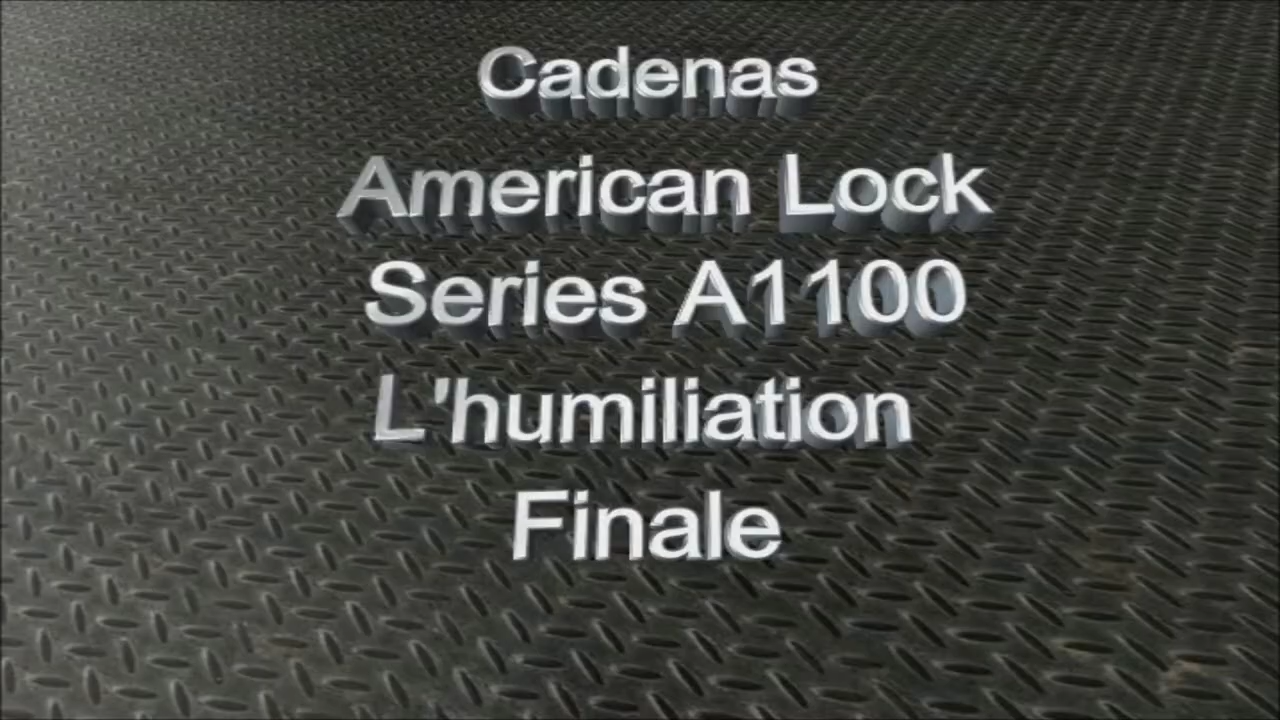 Cadenas
American Lock
Series A1100
L'humiliation
Finale